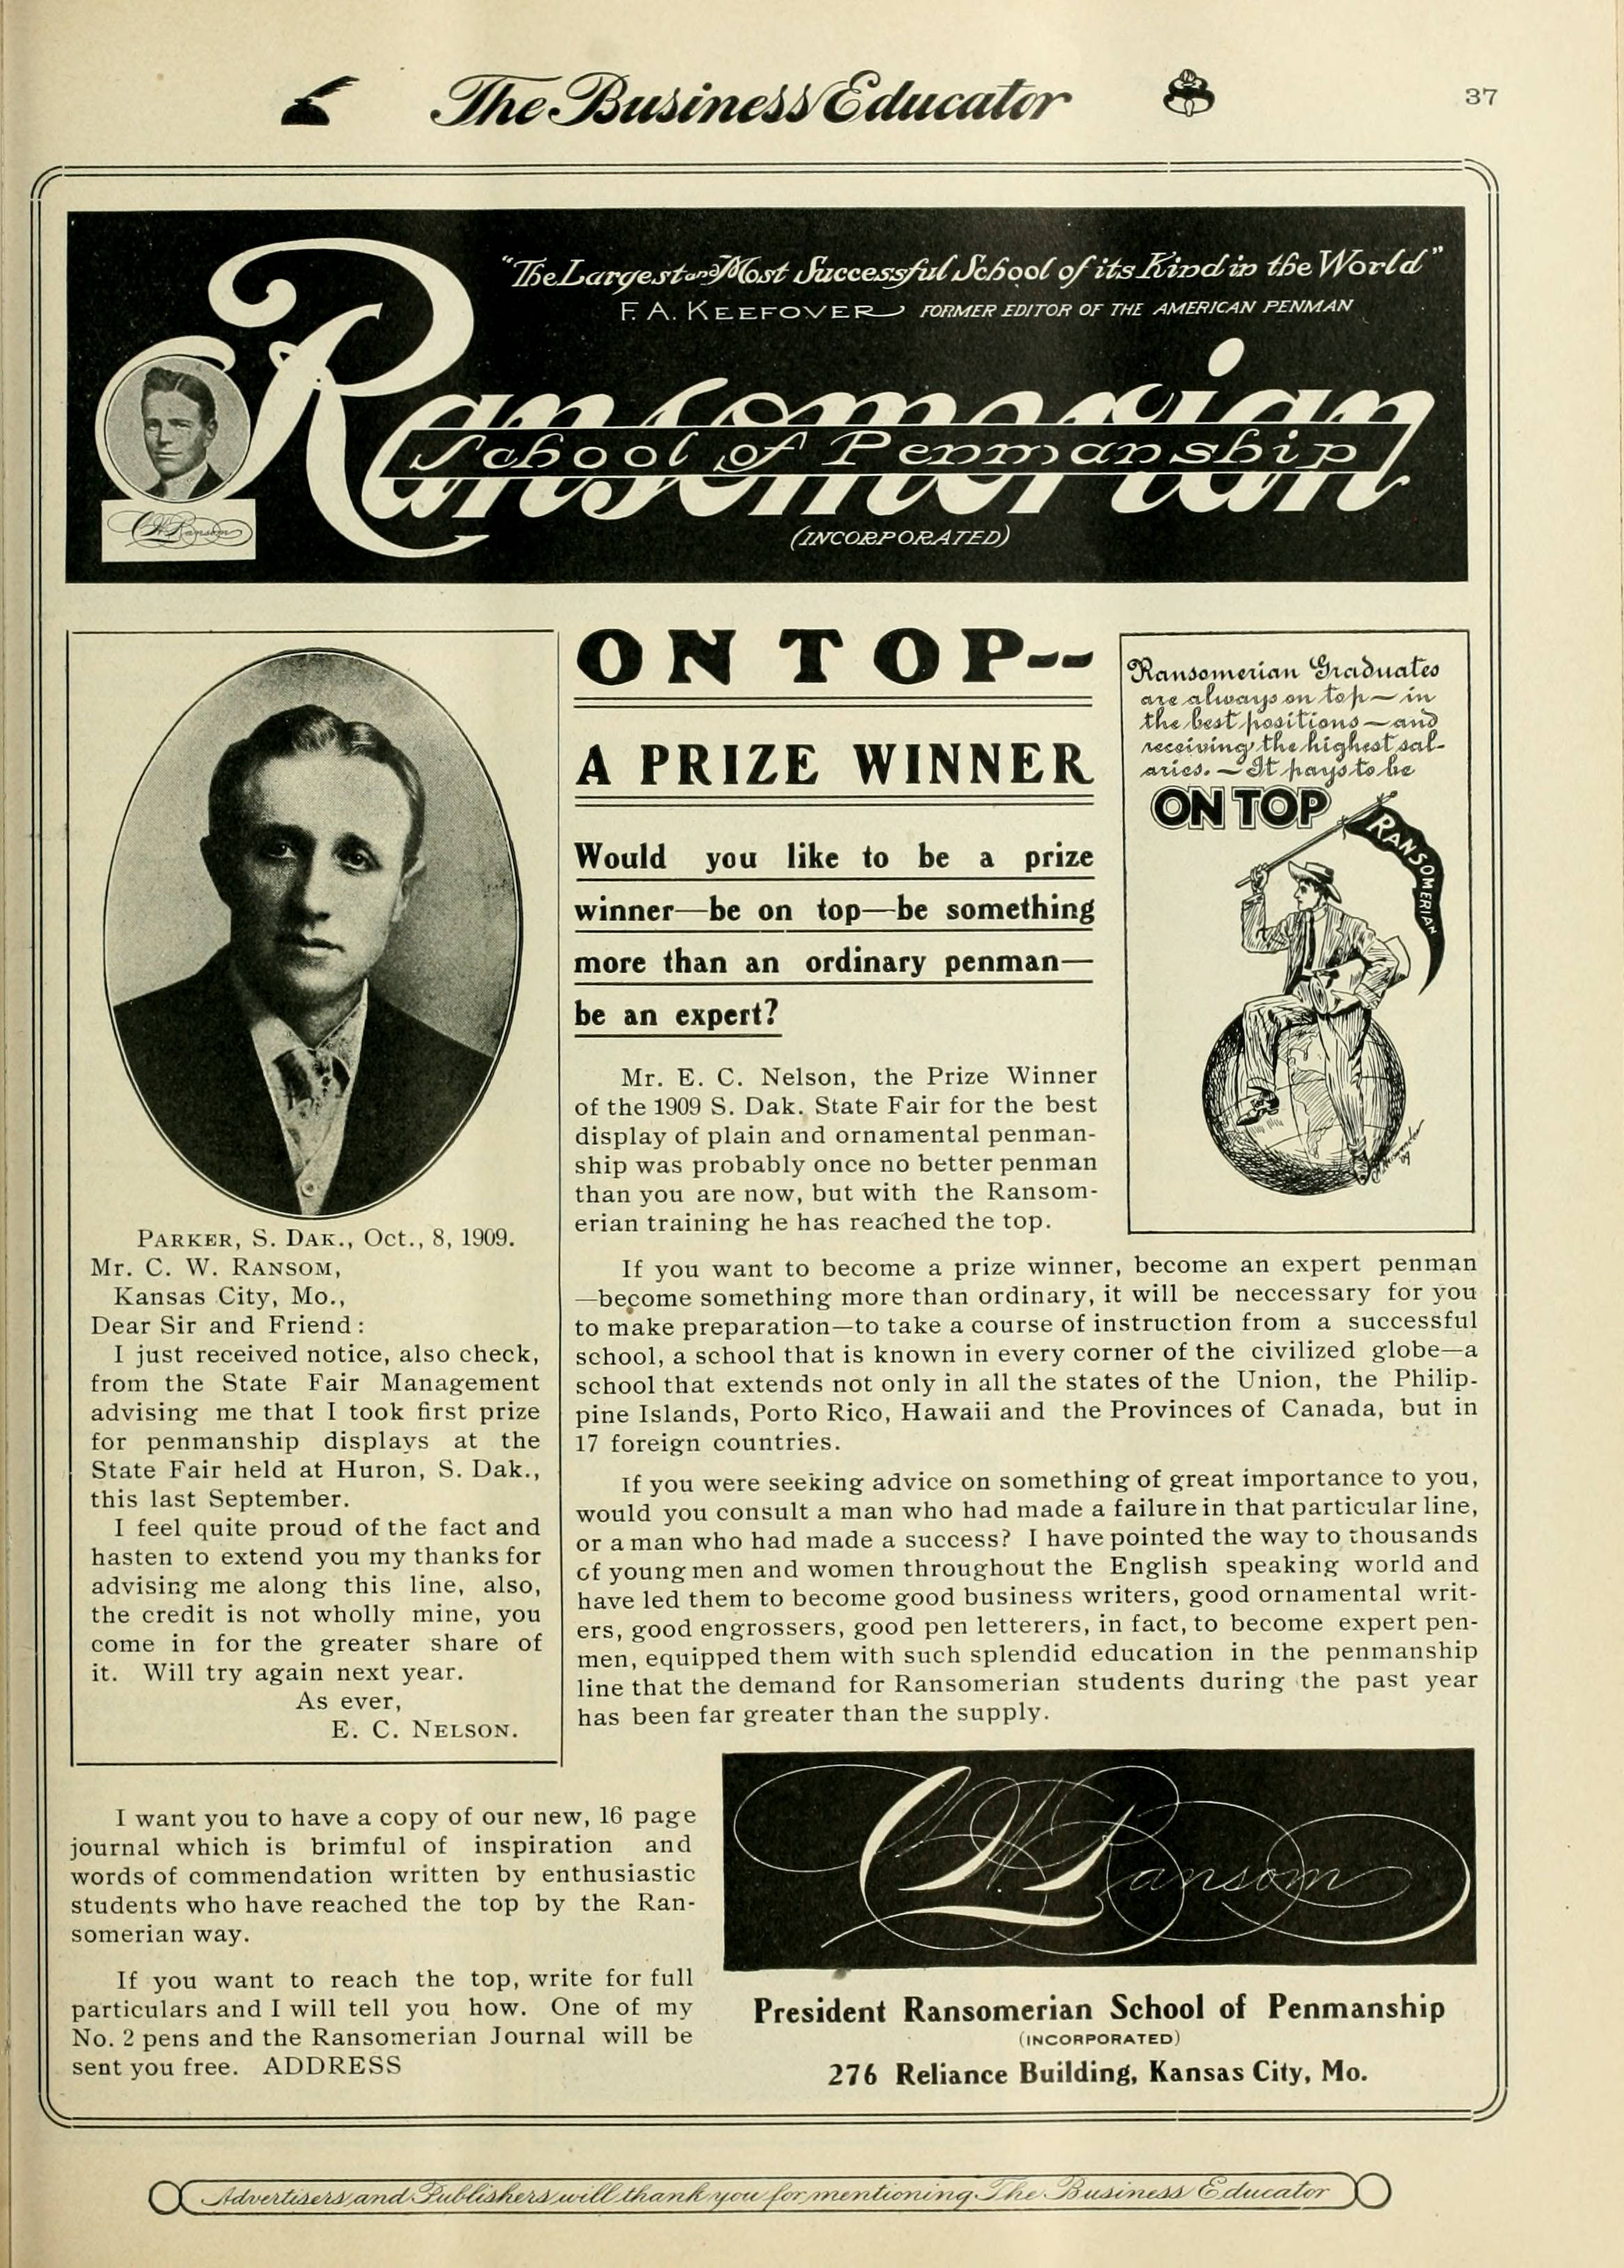 The Business Educator
37
"The Largest and Most Successful School of its Kind in the World"
F. A. KEEFOVER FORMER EDITOR OF THE AMERICAN PENMAN
Ransomerian
School of Penmanship
(INCORPORATED)
C W Ransom
ON TOP--
A PRIZE WINNER
Would you like to be a prize
winner—be on top—be something
more than an ordinary penman—
be an expert?
Mr. E. C. Nelson, the Prize Winner
of the 1909 S. Dak. State Fair for the best
display of plain and ornamental penman-
ship was probably once no better penman
than you are now, but with the Ransom-
erian training he has reached the top.
Ransomerian Graduates
are always on top — in
the best positions — and
receiving the highest sal-
aries. — It pays to be
ON TOP
RANSOMERIAN
09
PARKER, S. DAK., Oct., 8, 1909.
Mr. C. W. RANSOM,
Kansas City, Mo.,
Dear Sir and Friend:
I just received notice, also check,
from the State Fair Management
advising me that I took first prize
for penmanship displays at the
State Fair held at Huron, S. Dak.,
this last September.
I feel quite proud of the fact and
hasten to extend you my thanks for
advising me along this line, also,
the credit is not wholly mine, you
come in for the greater share of
it. Will try again next year.
As ever,
E. C. NELSON.
If you want to become a prize winner, become an expert penman
—become something more than ordinary, it will be neccessary for you
to make preparation—to take a course of instruction from a successful
school, a school that is known in every corner of the civilized globe—a
school that extends not only in all the states of the Union, the Philip-
pine Islands, Porto Rico, Hawaii and the Provinces of Canada, but in
17 foreign countries.
If you were seeking advice on something of great importance to you,
would you consult a man who had made a failure in that particular line,
or a man who had made a success? I have pointed the way to thousands
of young men and women throughout the English speaking world and
have led them to become good business writers, good ornamental writ-
ers, good engrossers, good pen letterers, in fact, to become expert pen-
men, equipped them with such splendid education in the penmanship
line that the demand for Ransomerian students during the past year
has been far greater than the supply.
I want you to have a copy of our new, 16 page
journal which is brimful of inspiration and
words of commendation written by enthusiastic
students who have reached the top by the Ran-
somerian way.
If you want to reach the top, write for full
particulars and I will tell you how. One of my
No. 2 pens and the Ransomerian Journal will be
sent you free. ADDRESS
C W Ransom
President Ransomerian School of Penmanship
(INCORPORATED)
276 Reliance Building, Kansas City, Mo.
Advertisers and Publishers will thank you for mentioning The Business Educator